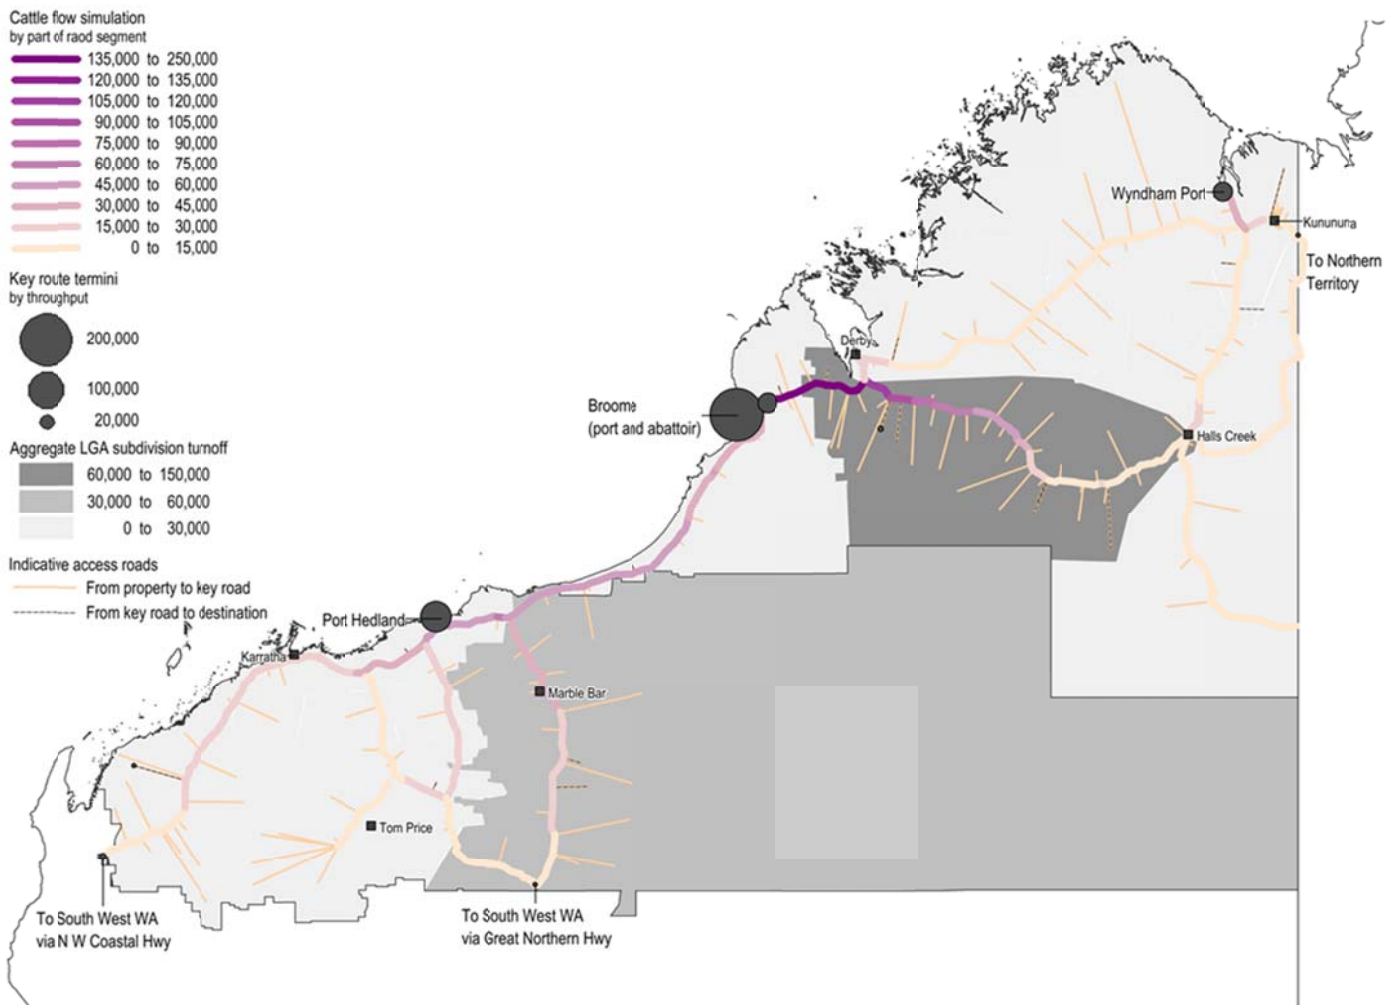 Cattle flow simulation
by part of raod segment
135,000 to 250,000
120,000 to 135,000
105,000 to 120,000
90,000 to 105,000
75,000 to 90,000
60,000 to 75,000
45,000 to 60,000
30,000 to 45,000
15,000 to 30,000
0 to 15,000
Key route termini
by throughput
200,000
100,000
20,000
Aggregate LGA subdivision turnoff
60,000 to 150,000
30,000 to 60,000
0 to 30,000
Indicative access roads
From property to key road
From key road to destination
Wyndham Port
Kununurra
To Northern
Territory
Derby
Broome
(port and abattoir)
Halls Creek
Port Hedland
Karratha
Marble Bar
Tom Price
To South West WA
via N W Coastal Hwy
To South West WA
via Great Northern Hwy